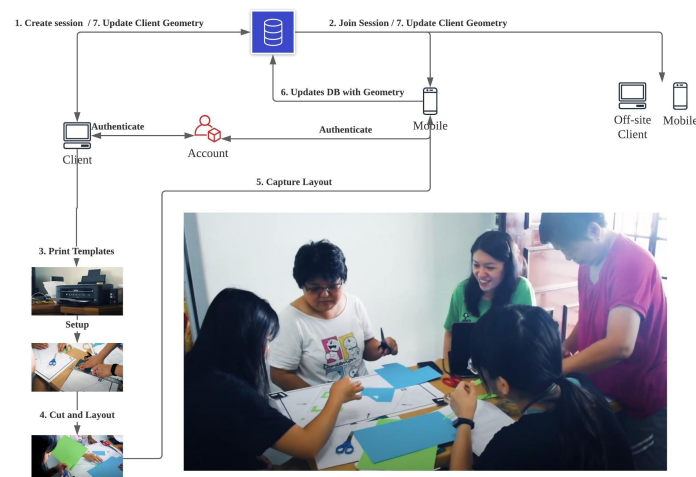 1. Create session / 7. Update Client Geometry
2. Join Session / 7. Update Client Geometry
6. Updates DB with Geometry
Authenticate
Client
Account
Authenticate
Mobile
Off-site
Client
Mobile
5. Capture Layout
3. Print Templates
Setup
4. Cut and Layout